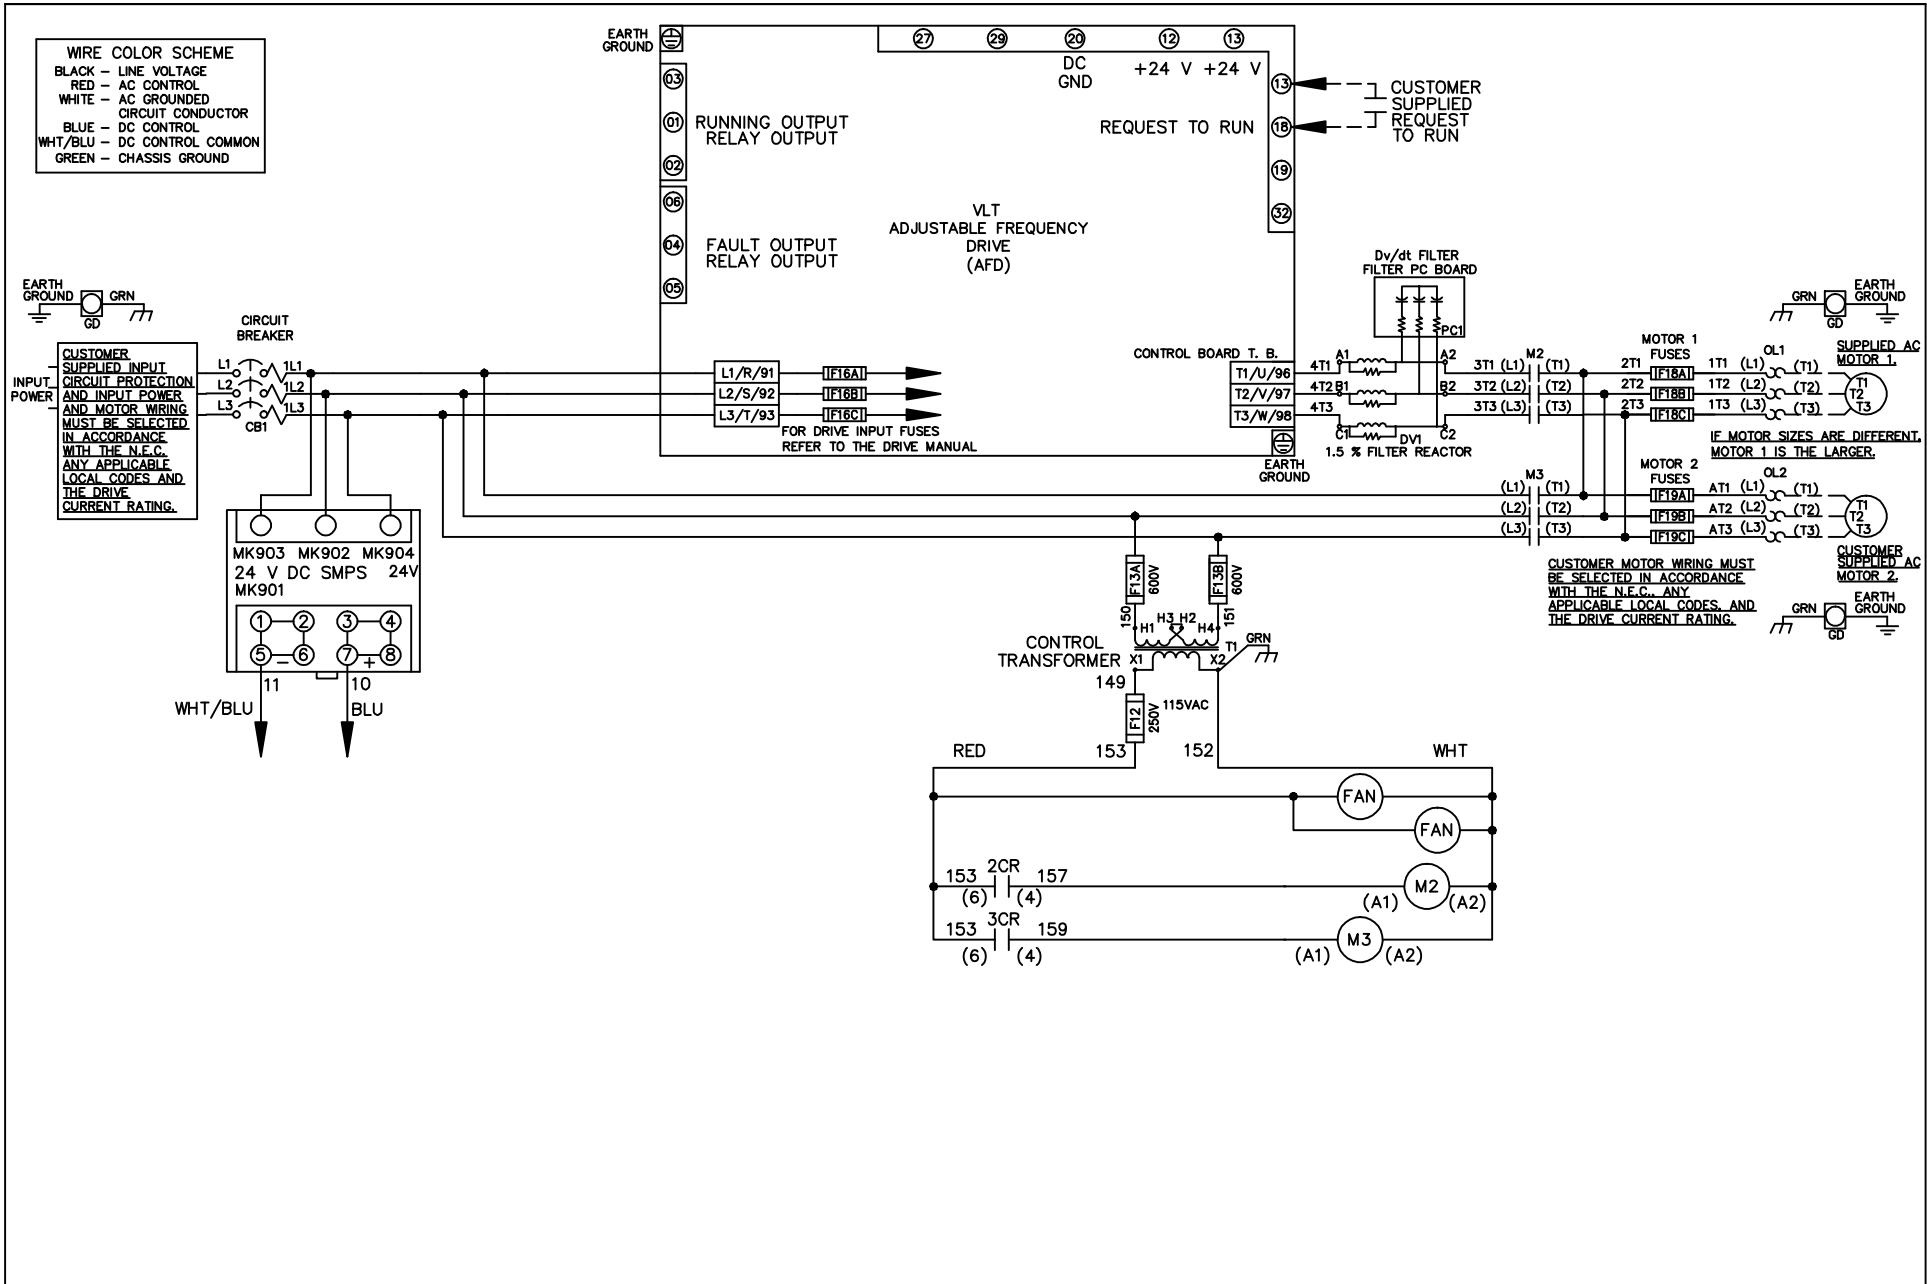 WIRE COLOR SCHEME
BLACK – LINE VOLTAGE
RED – AC CONTROL
WHITE – AC GROUNDED
CIRCUIT CONDUCTOR
BLUE – DC CONTROL
WHT/BLU – DC CONTROL COMMON
GREEN – CHASSIS GROUND
EARTH
GROUND
03
01
02
RUNNING OUTPUT
RELAY OUTPUT
06
04
05
FAULT OUTPUT
RELAY OUTPUT
27
29
20
12
13
DC
GND
+24 V
+24 V
13
18
19
32
REQUEST TO RUN
CUSTOMER
SUPPLIED
REQUEST
TO RUN
VLT
ADJUSTABLE FREQUENCY
DRIVE
(AFD)
EARTH
GROUND
GRN
GD
INPUT
POWER
CUSTOMER
SUPPLIED INPUT
CIRCUIT PROTECTION
AND INPUT POWER
AND MOTOR WIRING
MUST BE SELECTED
IN ACCORDANCE
WITH THE N.E.C.
ANY APPLICABLE
LOCAL CODES AND
THE DRIVE
CURRENT RATING.
CIRCUIT
BREAKER
L1
1L1
L2
1L2
L3
1L3
CB1
L1/R/91
F16A
L2/S/92
F16B
L3/T/93
F16C
FOR DRIVE INPUT FUSES
REFER TO THE DRIVE MANUAL
CONTROL BOARD T. B.
T1/U/96
T2/V/97
T3/W/98
EARTH
GROUND
Dv/dt FILTER
FILTER PC BOARD
PC1
4T1
A1
A2
4T2
B1
B2
4T3
C1
C2
DV1
1.5 % FILTER REACTOR
3T1 (L1)
M2
(T1)
3T2 (L2)
(T2)
3T3 (L3)
(T3)
MOTOR 1
FUSES
2T1
F18A
1T1 (L1)
OL1
(T1)
2T2
F18B
1T2 (L2)
(T2)
2T3
F18C
1T3 (L3)
(T3)
GRN
EARTH
GROUND
GD
SUPPLIED AC
MOTOR 1.
T1
T2
T3
IF MOTOR SIZES ARE DIFFERENT,
MOTOR 1 IS THE LARGER.
M3
(L1)
(T1)
(L2)
(T2)
(L3)
(T3)
MOTOR 2
FUSES
F19A
AT1 (L1)
OL2
(T1)
F19B
AT2 (L2)
(T2)
F19C
AT3 (L3)
(T3)
T1
T2
T3
CUSTOMER
SUPPLIED AC
MOTOR 2.
CUSTOMER MOTOR WIRING MUST
BE SELECTED IN ACCORDANCE
WITH THE N.E.C., ANY
APPLICABLE LOCAL CODES, AND
THE DRIVE CURRENT RATING.
GRN
EARTH
GROUND
GD
MK903
MK902
MK904
24 V DC SMPS
24V
MK901
1
2
3
4
5
–
6
7
+
8
11
10
WHT/BLU
BLU
F13A
600V
F13B
600V
150
151
H1
H3
H2
H4
CONTROL
TRANSFORMER
X1
X2
T1
GRN
149
F12
250V
115VAC
153
152
RED
WHT
FAN
FAN
153
2CR
157
(6)
(4)
(A1)
M2
(A2)
153
3CR
159
(6)
(4)
(A1)
M3
(A2)